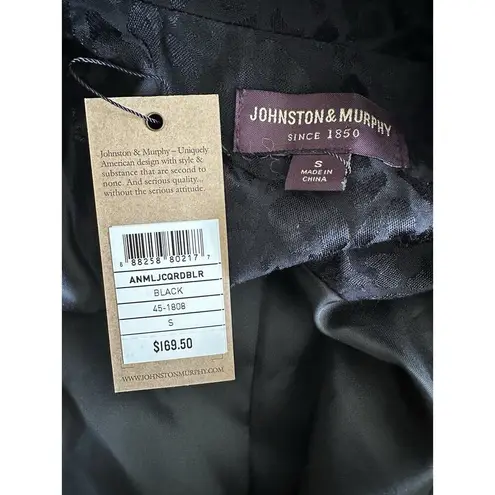 Johnston & Murphy – Uniquely
American design with style &
substance that are second to
none. And serious quality...
without the serious attitude.
8 88258 80217 7
ANMLJCQRDBLR
BLACK
45-1808
S
$169.50
WWW.JOHNSTONMURPHY.COM
JOHNSTON & MURPHY
SINCE 1850
S
MADE IN
CHINA